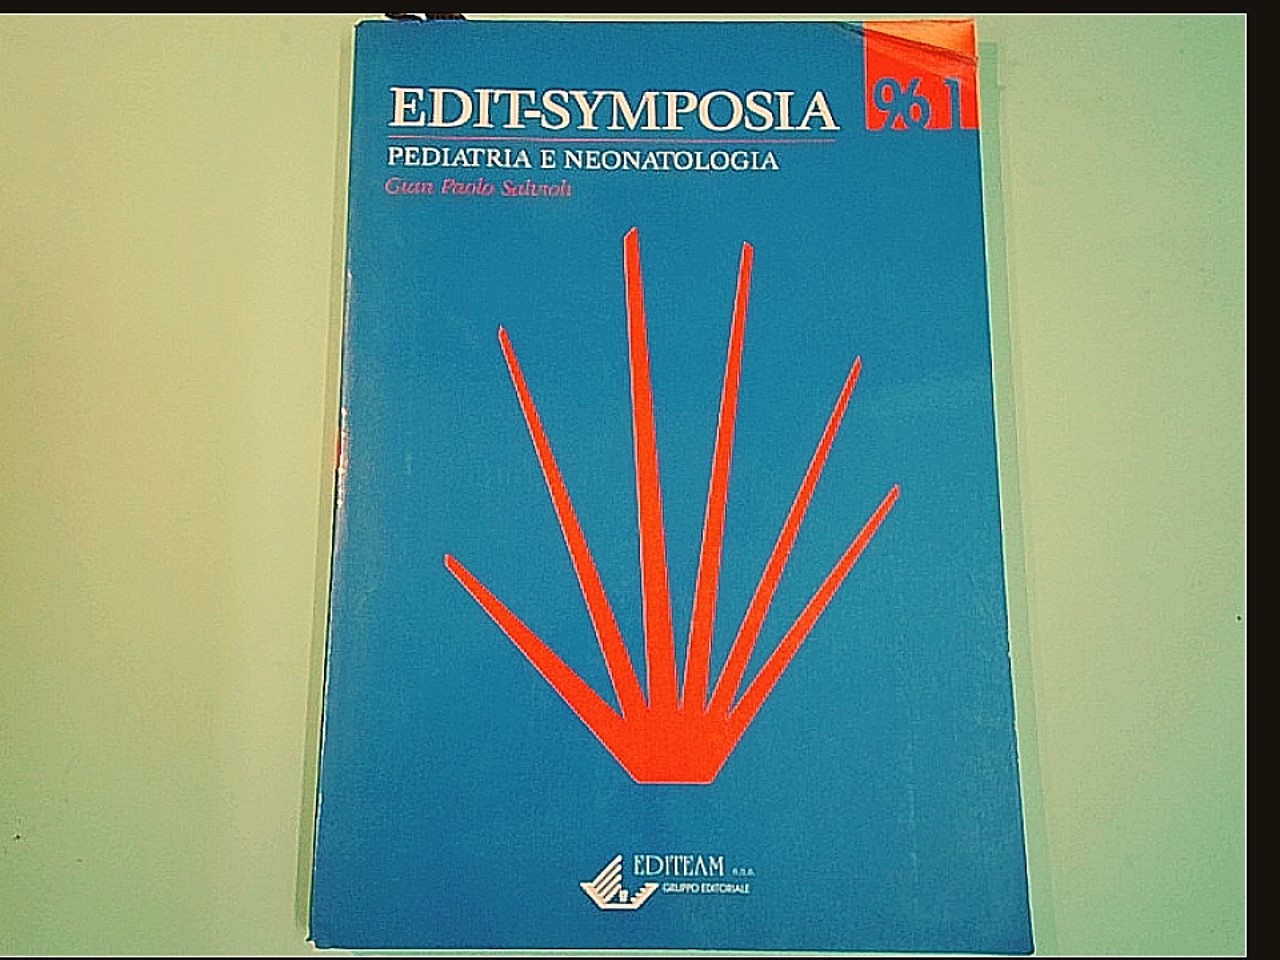 EDIT-SYMPOSIA
96 1
PEDIATRIA E NEONATOLOGIA
Gian Paolo Salvioli
EDITEAM s.a.s.
GRUPPO EDITORIALE